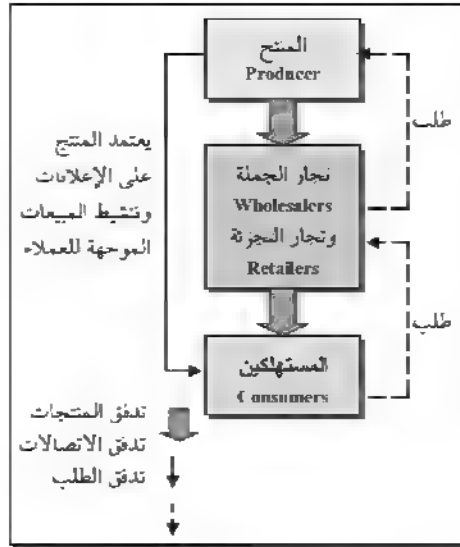 المنتج
Producer
طلب
يعتمد المنتج
على الإعلانات
وتنشيط المبيعات
الموجهة للعملاء
تجار الجملة
Wholesalers
وتجار التجزئة
Retailers
طلب
المستهلكين
Consumers
تدفق المنتجات
تدفق الاتصالات
تدفق الطلب